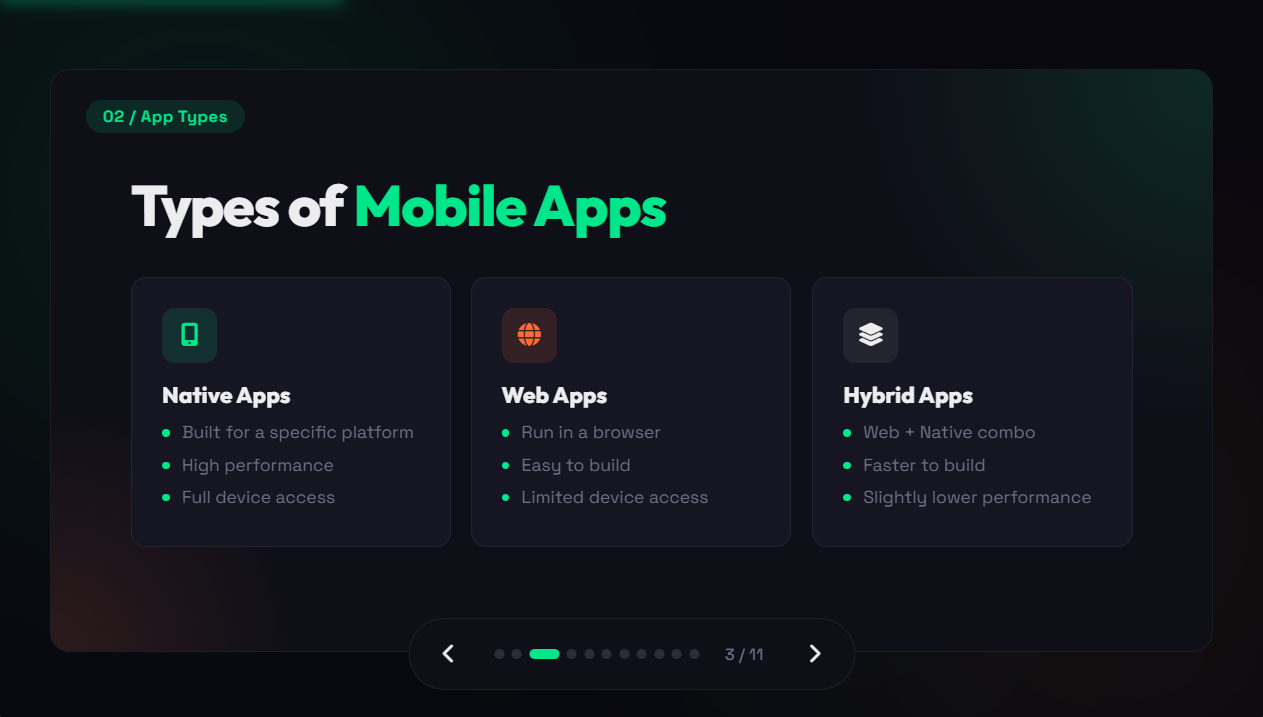 02 / App Types
Types of Mobile Apps
Native Apps
Built for a specific platform
High performance
Full device access
Web Apps
Run in a browser
Easy to build
Limited device access
Hybrid Apps
Web + Native combo
Faster to build
Slightly lower performance
3 / 11